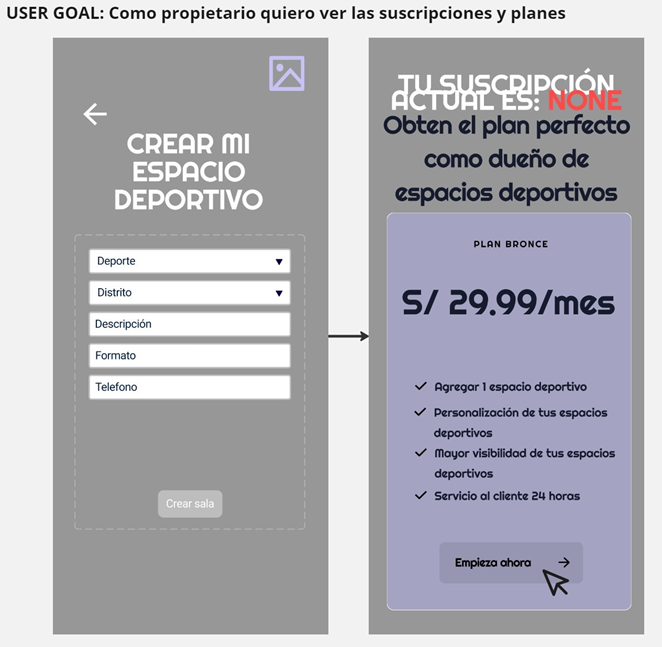 USER GOAL: Como propietario quiero ver las suscripciones y planes
CREAR MI
ESPACIO
DEPORTIVO
Deporte
Distrito
Descripción
Formato
Telefono
Crear sala
TU SUSCRIPCIÓN
ACTUAL ES: NONE
Obten el plan perfecto
como dueño de
espacios deportivos
PLAN BRONCE
S/ 29.99/mes
Agregar 1 espacio deportivo
Personalización de tus espacios
deportivos
Mayor visibilidad de tus espacios
deportivos
Servicio al cliente 24 horas
Empieza ahora